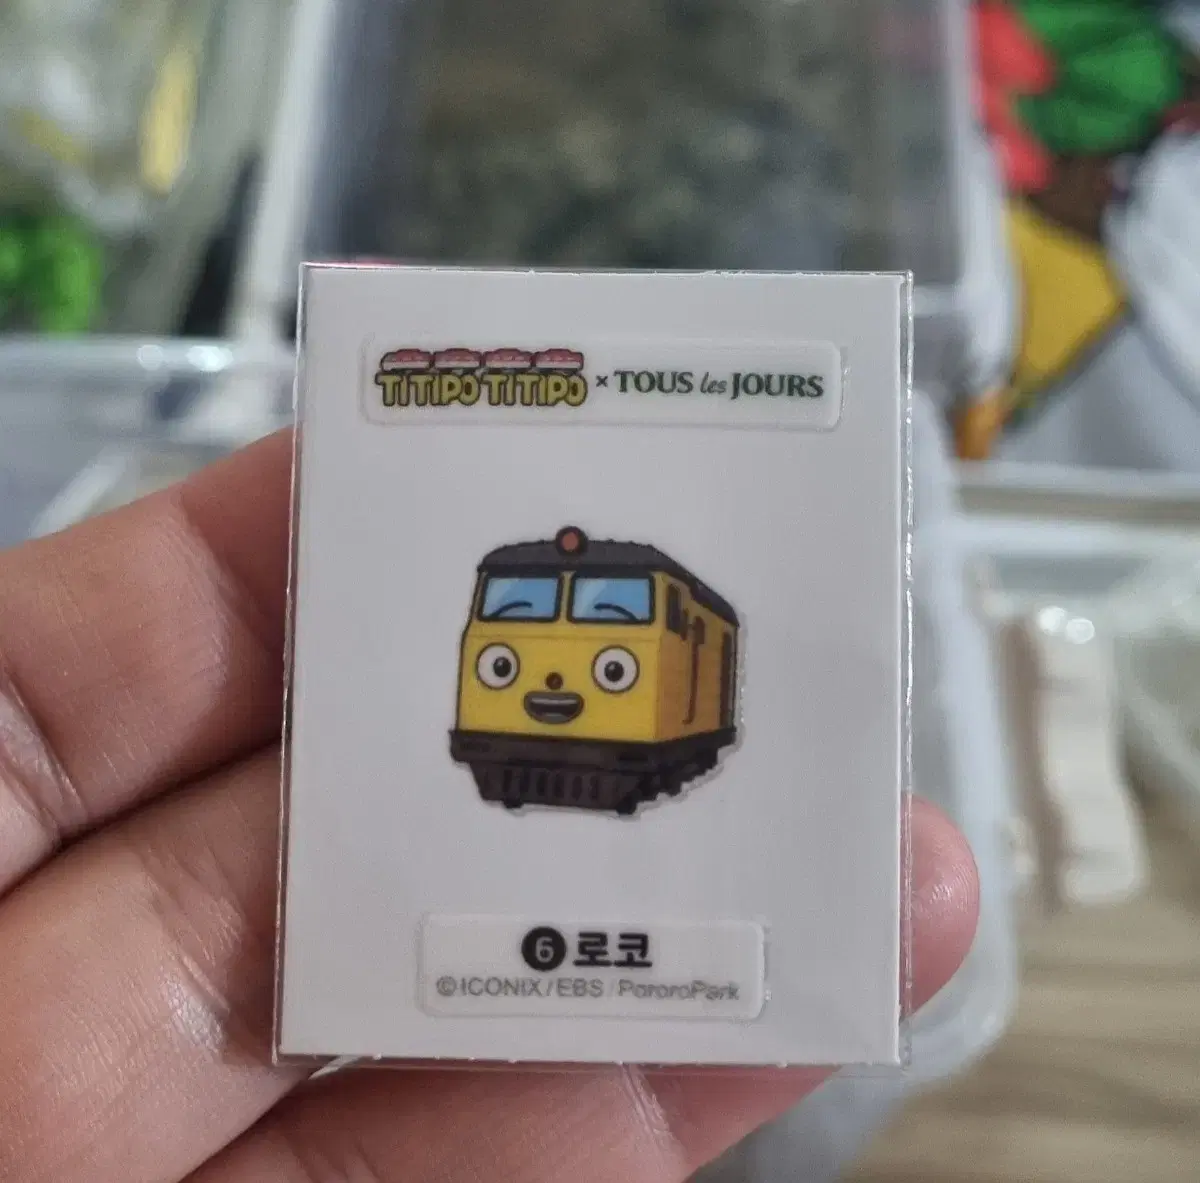 TITIPO TITIPO × TOUS les JOURS
6 로코
©ICONIX/EBS/PororoPark